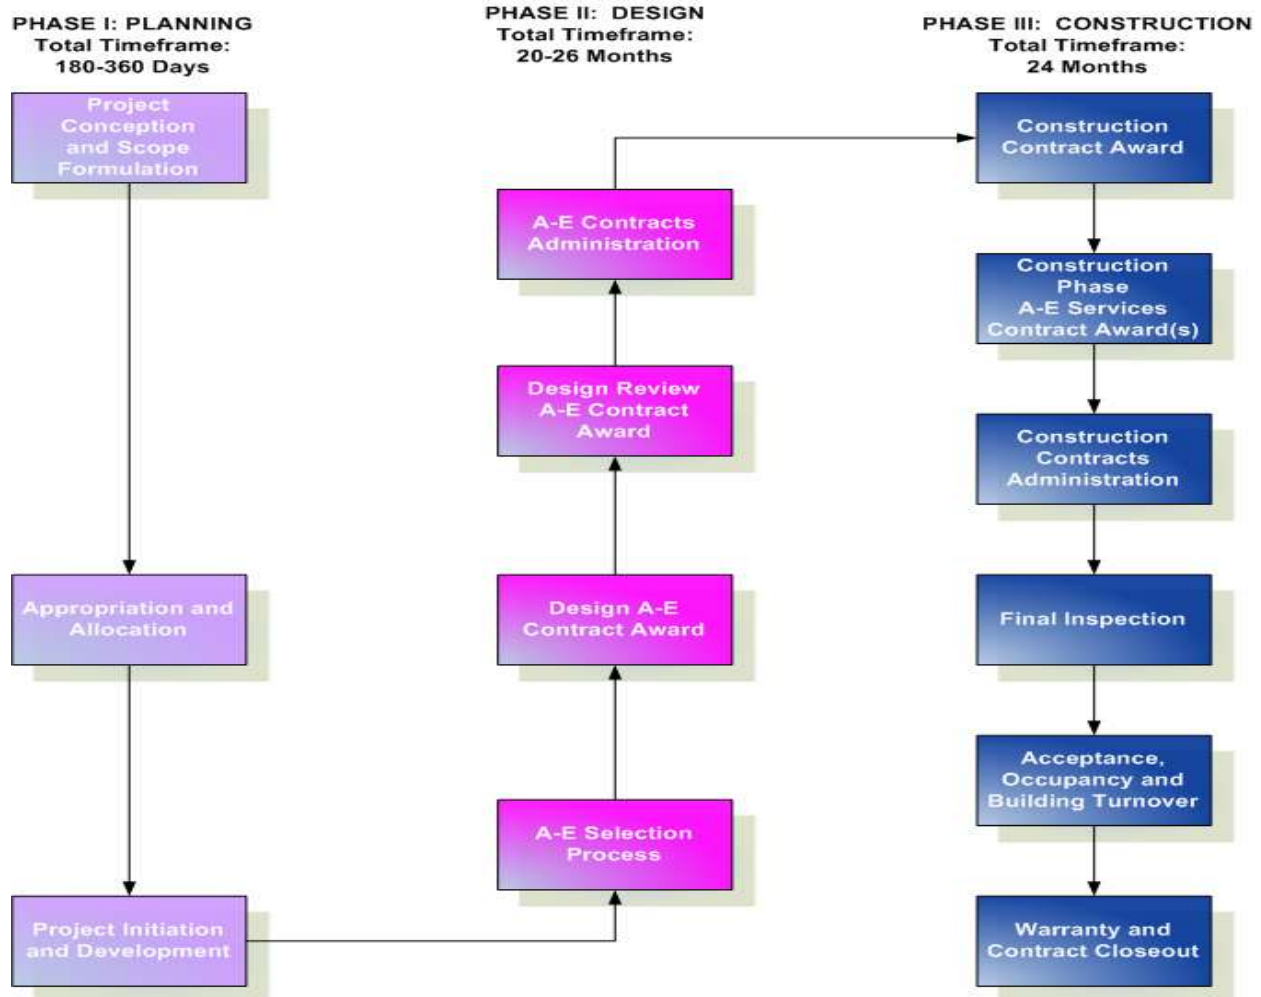 PHASE I: PLANNING
Total Timeframe:
180-360 Days
Project
Conception
and Scope
Formulation
Appropriation and
Allocation
Project Initiation
and Development
PHASE II: DESIGN
Total Timeframe:
20-26 Months
A-E Contracts
Administration
Design Review
A-E Contract
Award
Design A-E
Contract Award
A-E Selection
Process
PHASE III: CONSTRUCTION
Total Timeframe:
24 Months
Construction
Contract Award
Construction
Phase
A-E Services
Contract Award(s)
Construction
Contracts
Administration
Final Inspection
Acceptance,
Occupancy and
Building Turnover
Warranty and
Contract Closeout